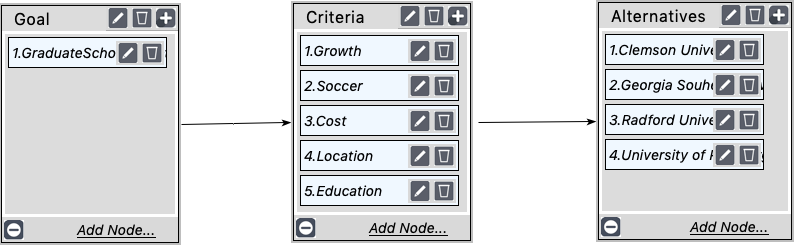 Goal
1.GraduateScho
Add Node...
Criteria
1.Growth
2.Soccer
3.Cost
4.Location
5.Education
Add Node...
Alternatives
1.Clemson Unive
2.Georgia Souhe
3.Radford Unive
4.University of
Add Node...